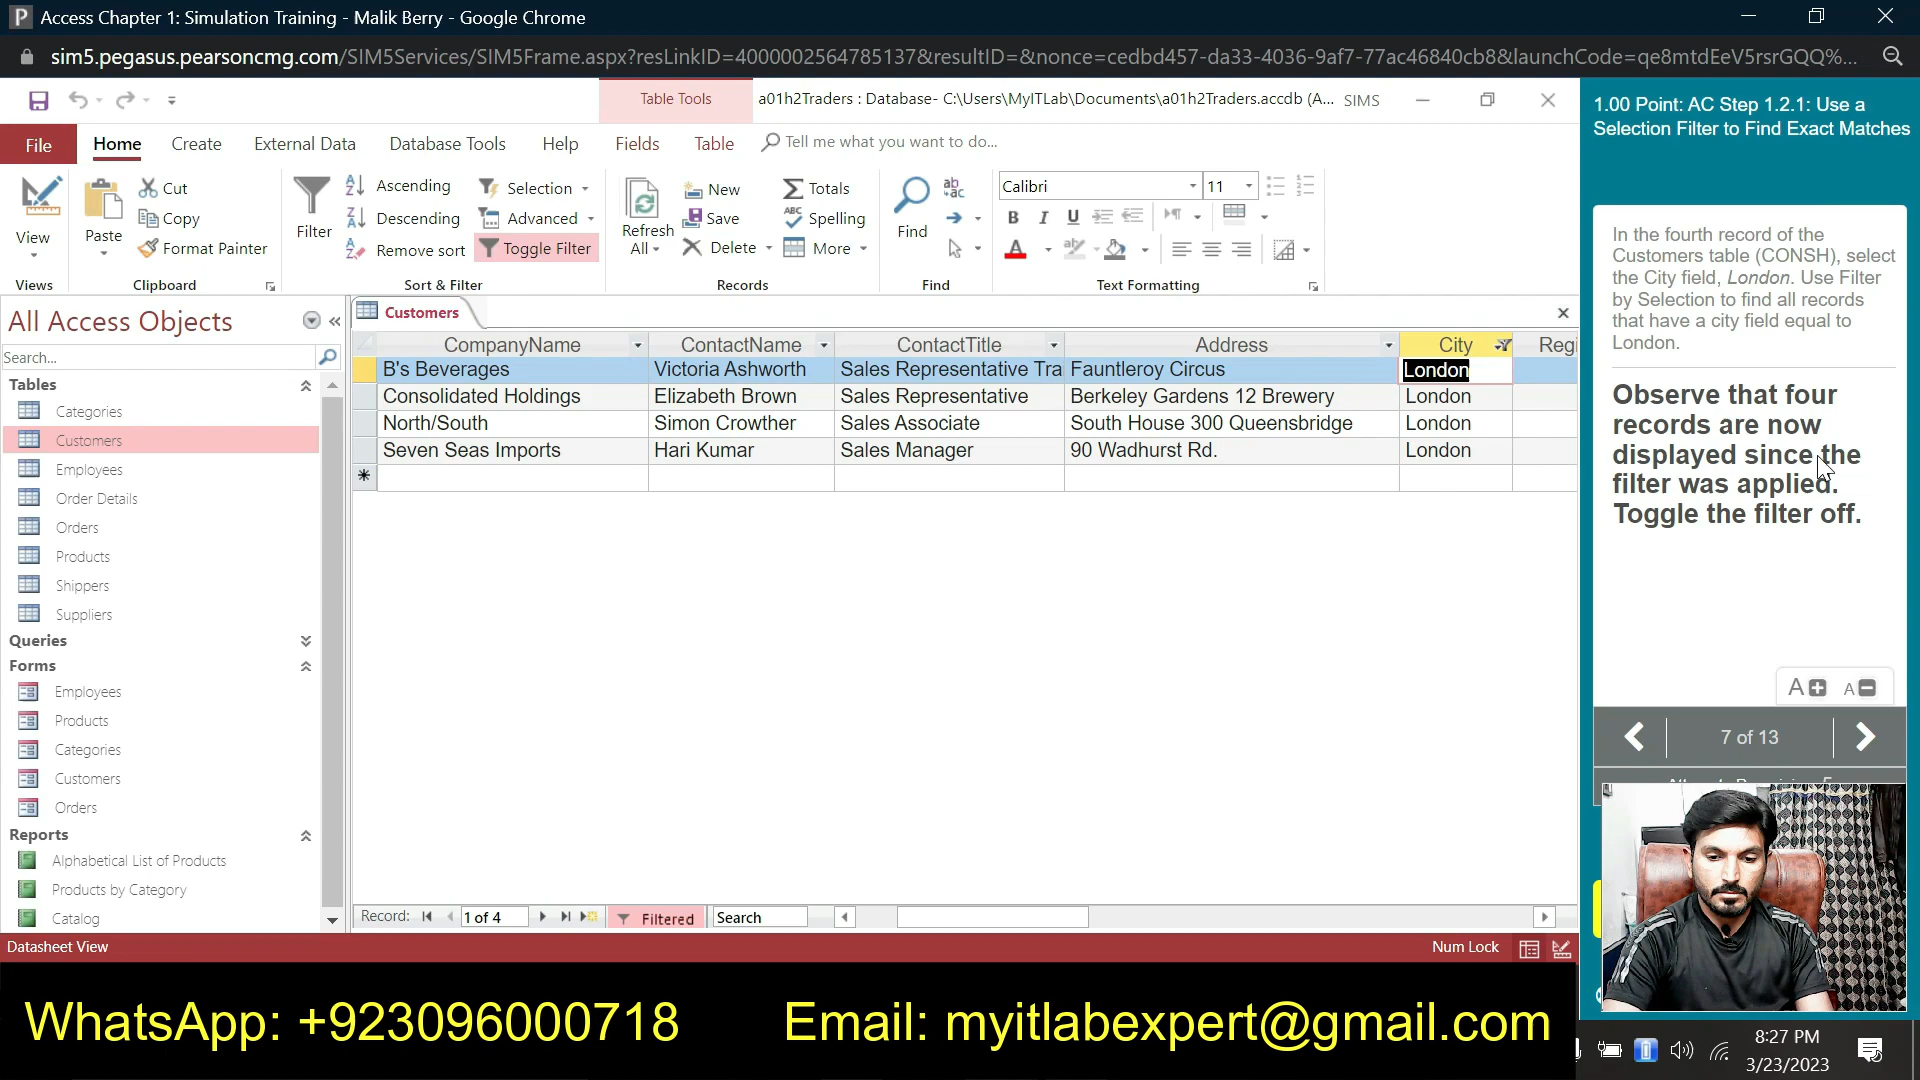 Access Chapter 1: Simulation Training - Malik Berry - Google Chrome
sim5.pegasus.pearsoncmg.com/SIM5Services/SIM5Frame.aspx?resLinkID=4000002564785137&resultID=&nonce=cedbd457-da33-4036-9af7-77ac46840cb8&launchCode=qe8mtdEeV5rsrGQQ%...
Table Tools
a01h2Traders : Database- C:\Users\MyITLab\Documents\a01h2Traders.accdb (A... SIMS
File Home Create External Data Database Tools Help Fields Table Tell me what you want to do...
View
Views
Paste
Cut
Copy
Format Painter
Clipboard
Filter
Ascending
Descending
Remove sort
Selection
Advanced
Toggle Filter
Sort & Filter
Refresh
All
New
Save
Delete
Totals
Spelling
More
Records
Find
Find
Calibri 11
B I U
Text Formatting
All Access Objects
Search...
Tables
Categories
Customers
Employees
Order Details
Orders
Products
Shippers
Suppliers
Queries
Forms
Employees
Products
Categories
Customers
Orders
Reports
Alphabetical List of Products
Products by Category
Catalog
Customers
CompanyName ContactName ContactTitle Address City Regi
B's Beverages Victoria Ashworth Sales Representative Tra Fauntleroy Circus London
Consolidated Holdings Elizabeth Brown Sales Representative Berkeley Gardens 12 Brewery London
North/South Simon Crowther Sales Associate South House 300 Queensbridge London
Seven Seas Imports Hari Kumar Sales Manager 90 Wadhurst Rd. London
Record: 1 of 4 Filtered Search
Datasheet View
Num Lock
1.00 Point: AC Step 1.2.1: Use a
Selection Filter to Find Exact Matches
In the fourth record of the
Customers table (CONSH), select
the City field, London. Use Filter
by Selection to find all records
that have a city field equal to
London.
Observe that four
records are now
displayed since the
filter was applied.
Toggle the filter off.
A A
7 of 13
WhatsApp: +923096000718 Email: myitlabexpert@gmail.com
8:27 PM
3/23/2023